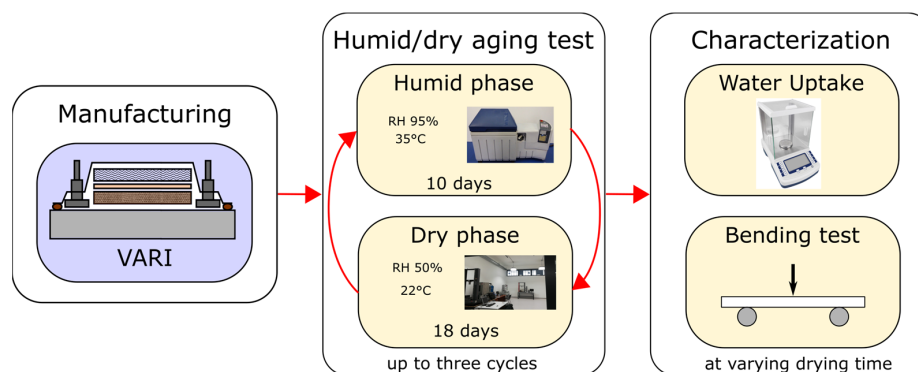 Manufacturing
VARI
Humid/dry aging test
Humid phase
RH 95%
35°C
10 days
Dry phase
RH 50%
22°C
18 days
up to three cycles
Characterization
Water Uptake
Bending test
at varying drying time